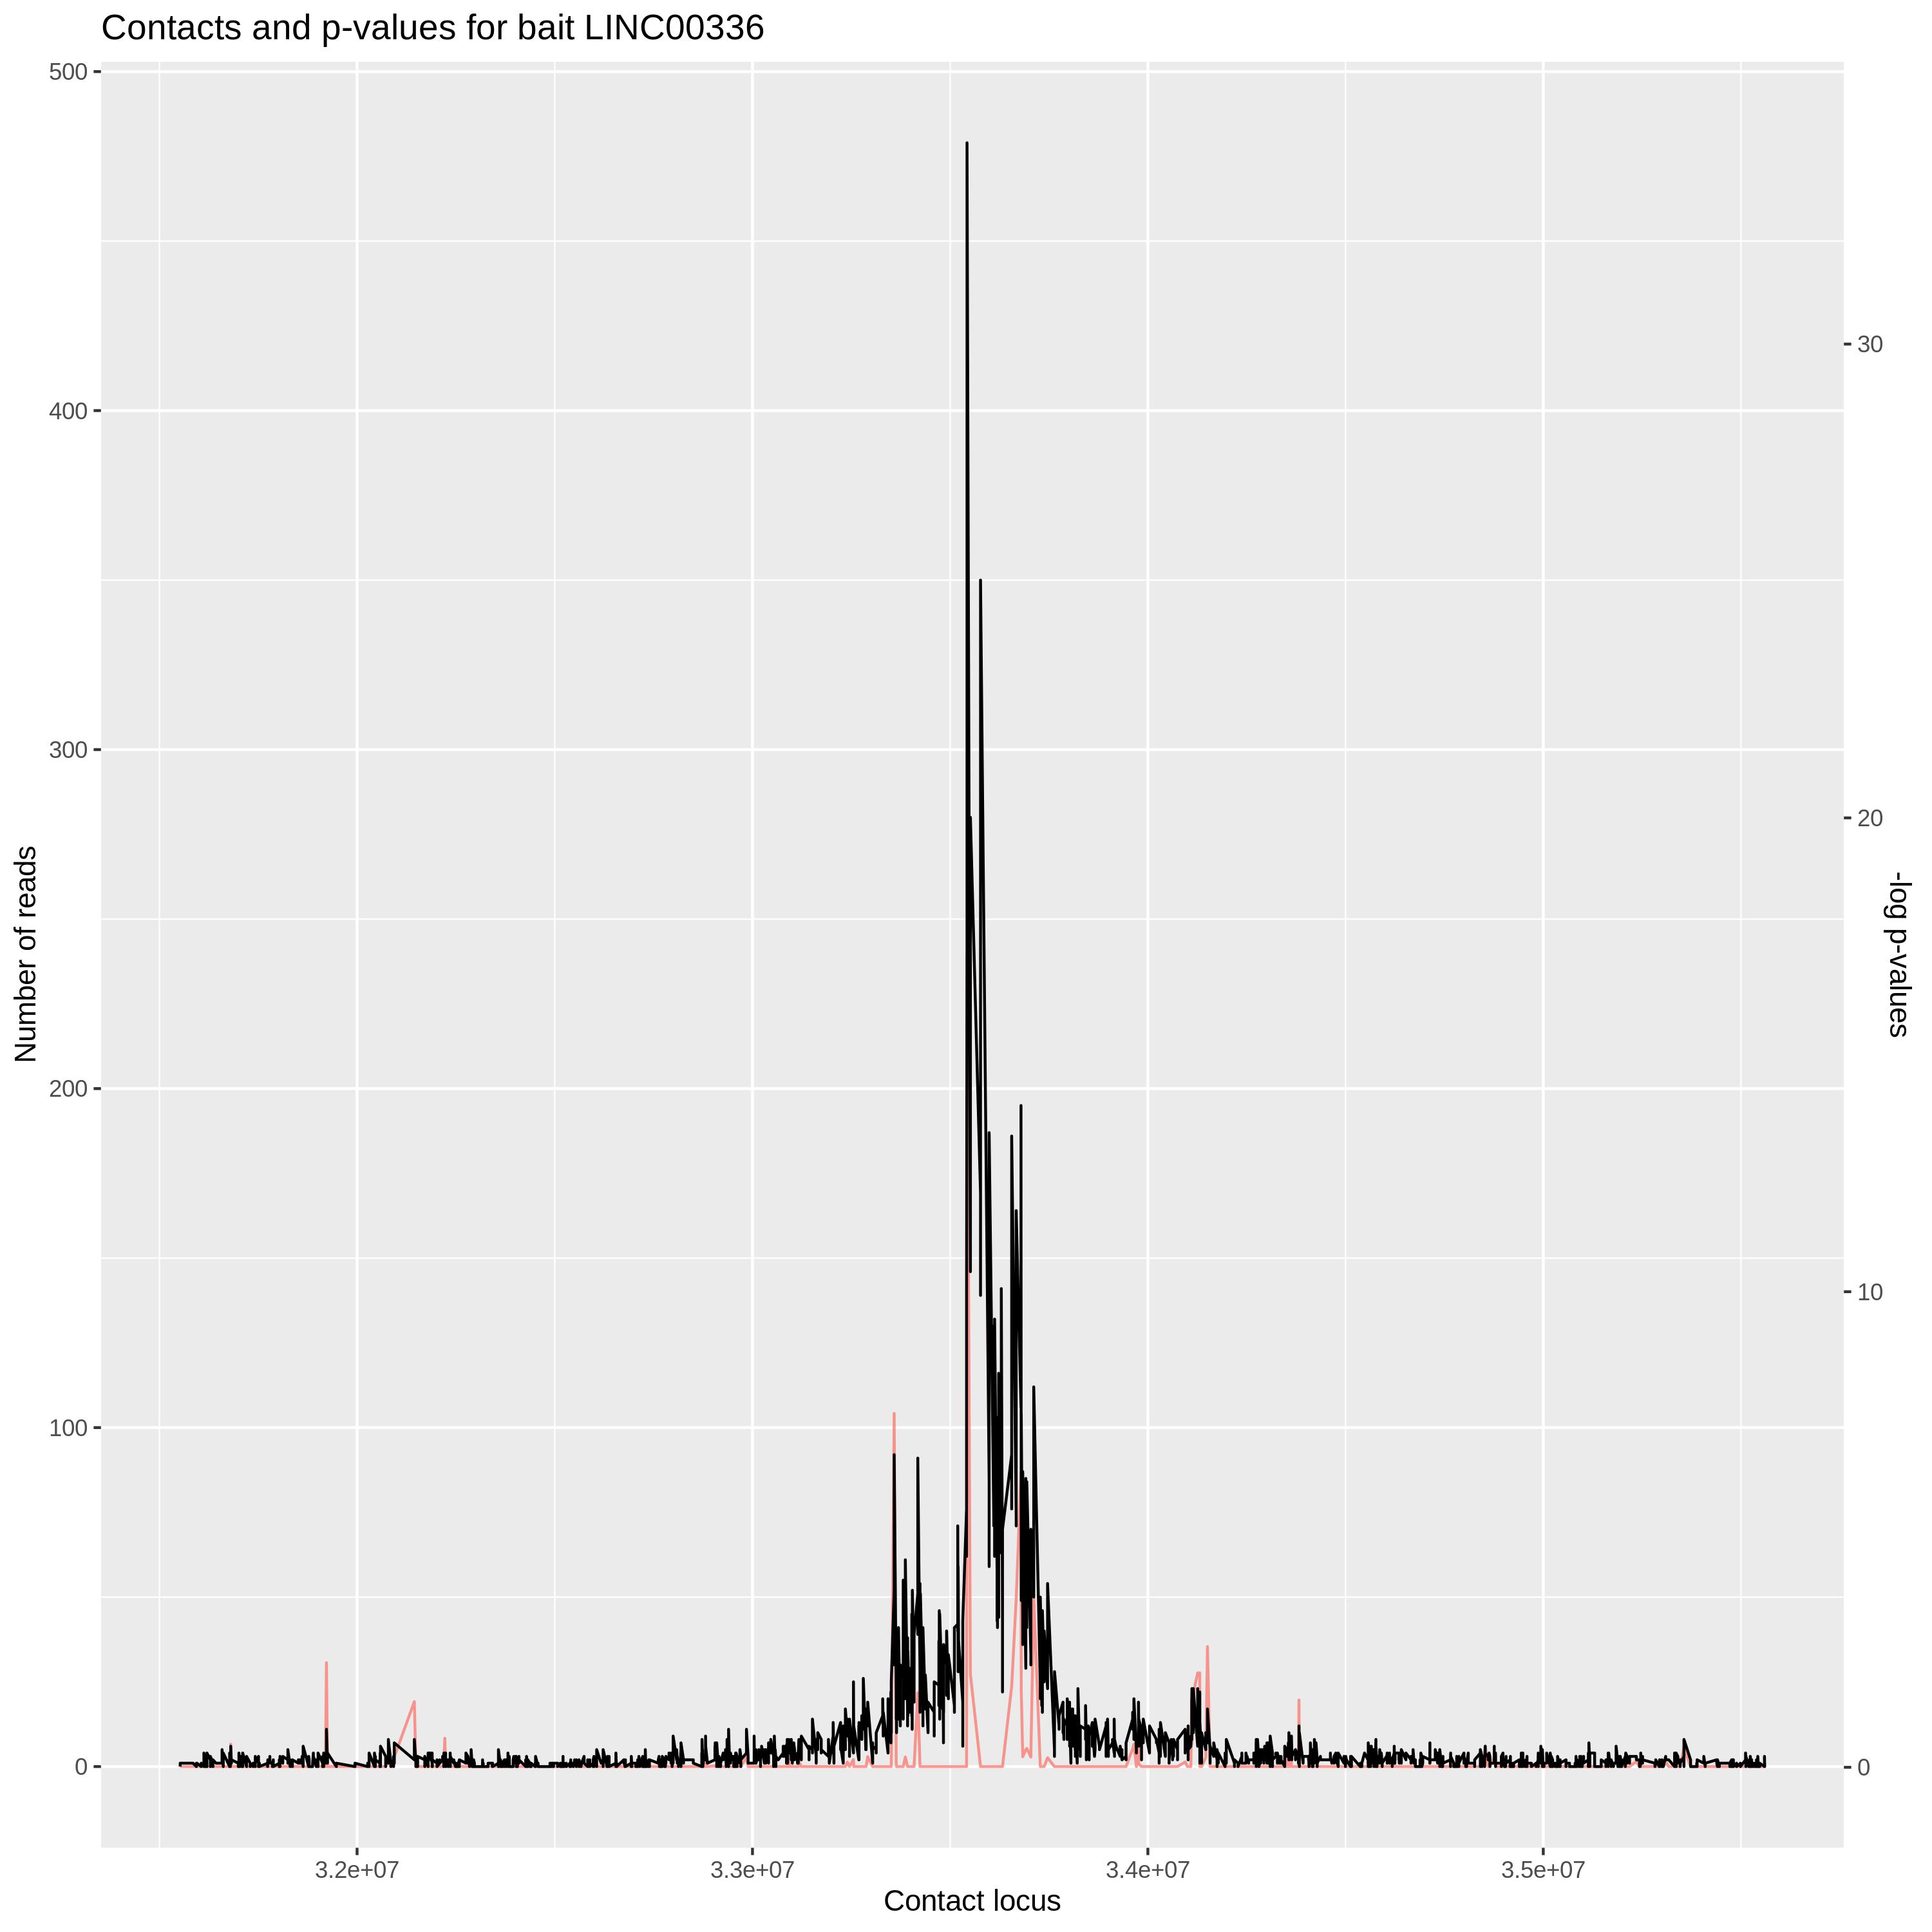 Contacts and p-values for bait LINC00336
500
400
300
200
100
0
Number of reads
30
20
10
0
-log p-values
3.2e+07
3.3e+07
3.4e+07
3.5e+07
Contact locus